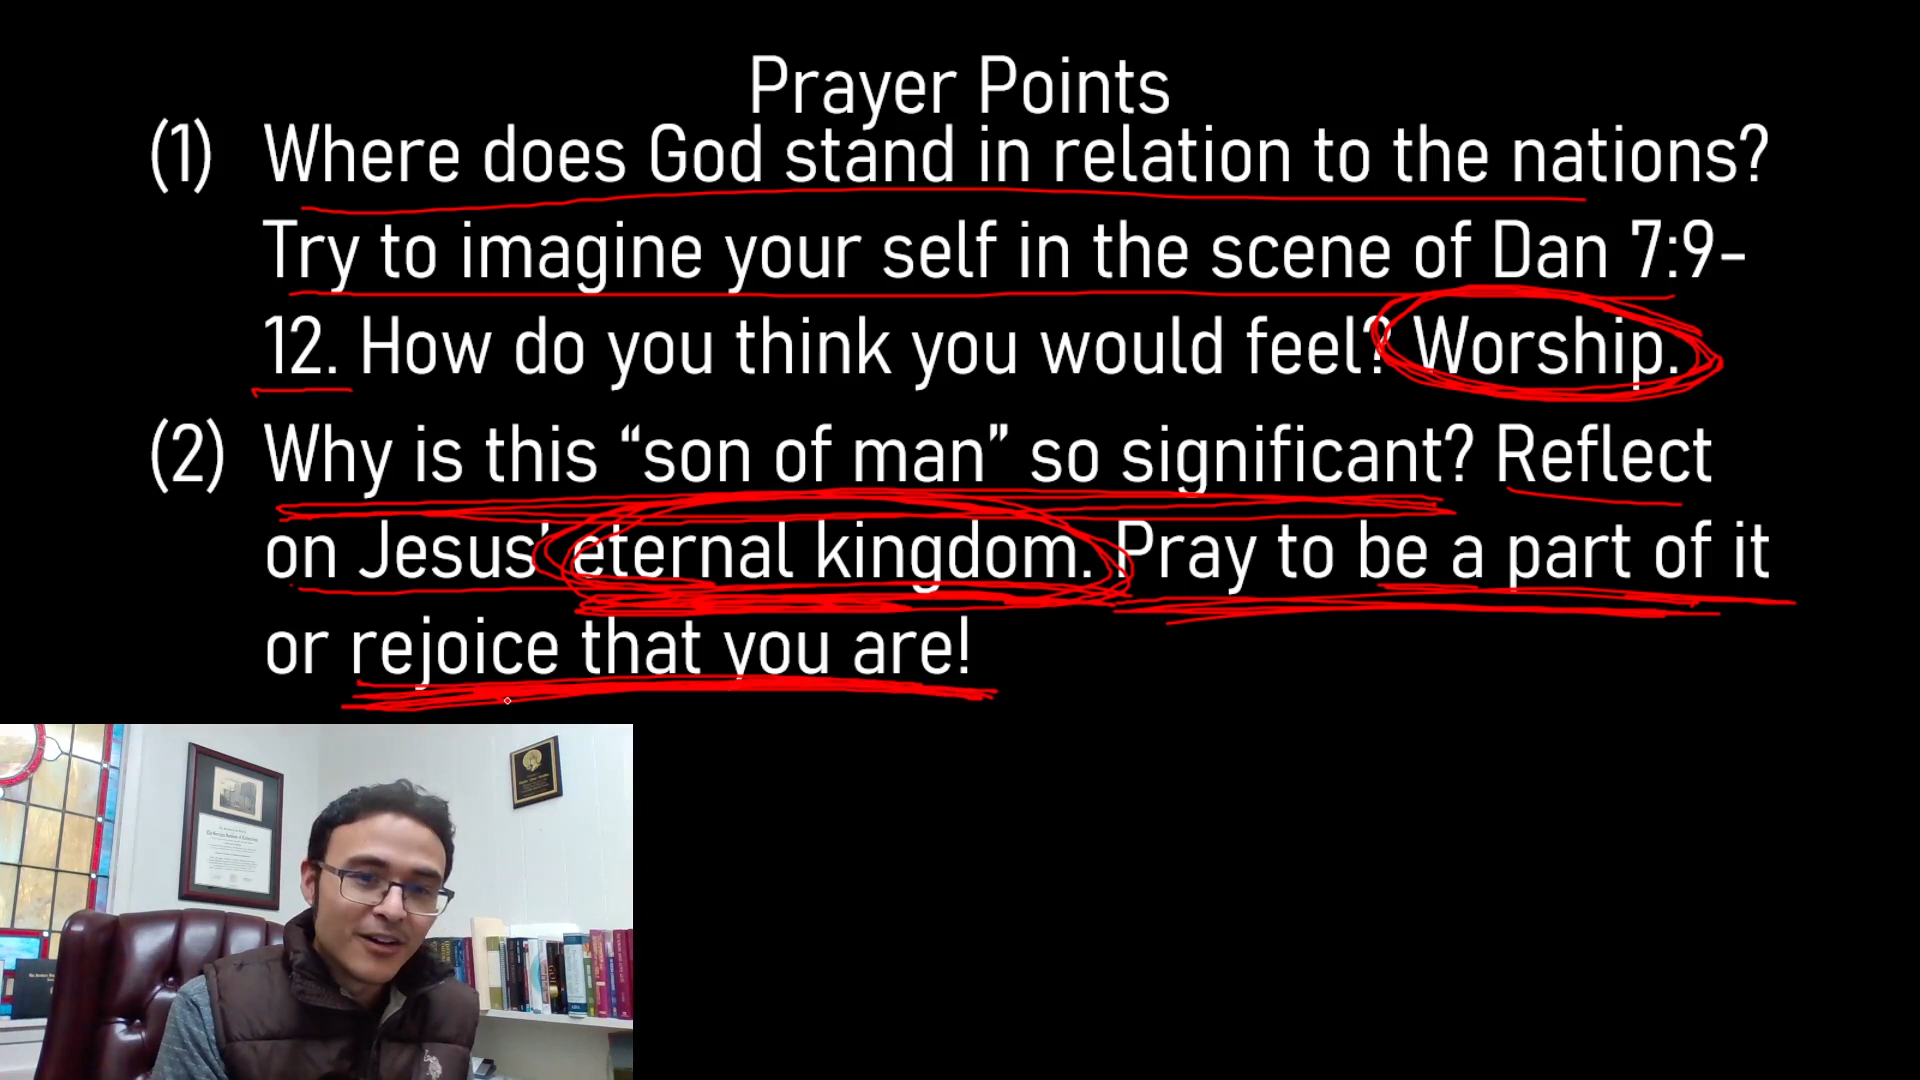 Prayer Points
(1) Where does God stand in relation to the nations?
Try to imagine your self in the scene of Dan 7:9-
12. How do you think you would feel? Worship.
(2) Why is this “son of man” so significant? Reflect
on Jesus’ eternal kingdom. Pray to be a part of it
or rejoice that you are!